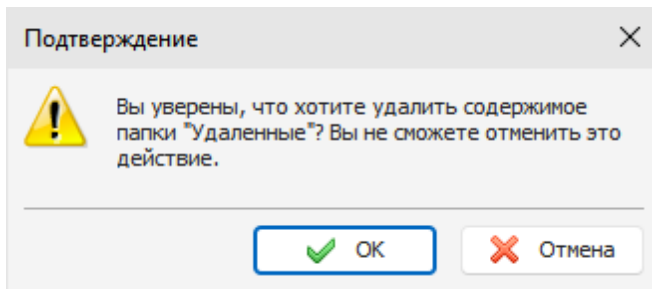 Подтверждение
Вы уверены, что хотите удалить содержимое
папки "Удаленные"? Вы не сможете отменить это
действие.
OK
Отмена